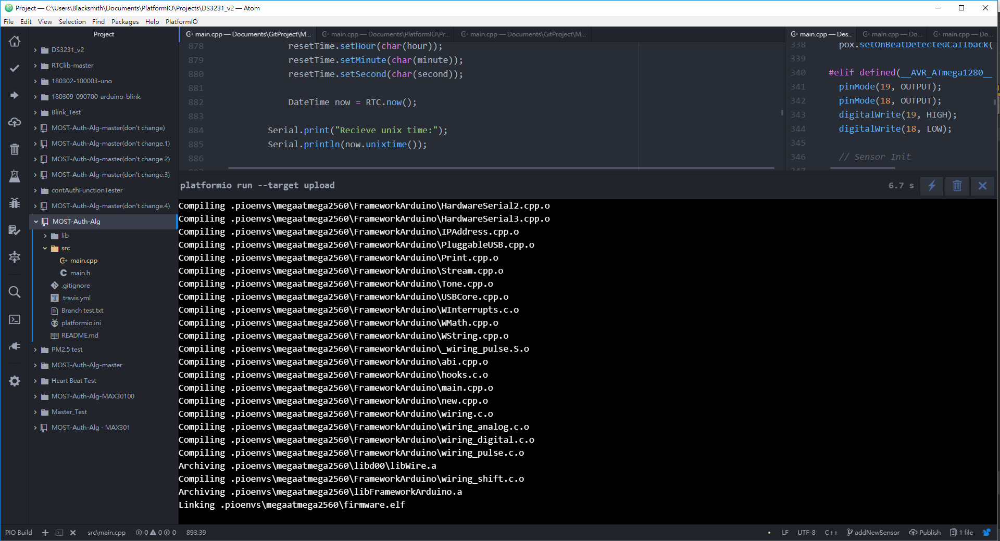 Project — C:\Users\Blacksmith\Documents\PlatformIO\Projects\DS3231_v2 — Atom
File Edit View Selection Find Packages Help PlatformIO
Project
DS3231_v2
RTClib-master
180302-100003-uno
180309-090700-arduino-blink
Blink_Test
MOST-Auth-Alg-master(don't change)
MOST-Auth-Alg-master(don't change.1)
MOST-Auth-Alg-master(don't change.2)
MOST-Auth-Alg-master(don't change.3)
contAuthFunctionTester
MOST-Auth-Alg-master(don't change.4)
MOST-Auth-Alg
lib
src
main.cpp
main.h
.gitignore
.travis.yml
Branch test.txt
platformio.ini
README.md
PM2.5 test
MOST-Auth-Alg-master
Heart Beat Test
MOST-Auth-Alg-MAX30100
Master_Test
MOST-Auth-Alg - MAX301
main.cpp — Documents\GitProject\M... main.cpp — Documents\PlatformIO\Pr... main.cpp — Documents\GitProject\M...
878 resetTime.setHour(char(hour));
879 resetTime.setMinute(char(minute));
880 resetTime.setSecond(char(second));
881
882 DateTime now = RTC.now();
883
884 Serial.print("Recieve unix time:");
885 Serial.println(now.unixtime());
886
main.cpp — Des... main.cpp — Do... main.cpp — Do...
338 pox.setOnBeatDetectedCallback(
339
340 #elif defined(__AVR_ATmega1280__
341 pinMode(19, OUTPUT);
342 pinMode(18, OUTPUT);
343 digitalWrite(19, HIGH);
344 digitalWrite(18, LOW);
345
346 // Sensor Init
347
platformio run --target upload 6.7 s
Compiling .pioenvs\megaatmega2560\FrameworkArduino\HardwareSerial2.cpp.o
Compiling .pioenvs\megaatmega2560\FrameworkArduino\HardwareSerial3.cpp.o
Compiling .pioenvs\megaatmega2560\FrameworkArduino\IPAddress.cpp.o
Compiling .pioenvs\megaatmega2560\FrameworkArduino\PluggableUSB.cpp.o
Compiling .pioenvs\megaatmega2560\FrameworkArduino\Print.cpp.o
Compiling .pioenvs\megaatmega2560\FrameworkArduino\Stream.cpp.o
Compiling .pioenvs\megaatmega2560\FrameworkArduino\Tone.cpp.o
Compiling .pioenvs\megaatmega2560\FrameworkArduino\USBCore.cpp.o
Compiling .pioenvs\megaatmega2560\FrameworkArduino\WInterrupts.c.o
Compiling .pioenvs\megaatmega2560\FrameworkArduino\WMath.cpp.o
Compiling .pioenvs\megaatmega2560\FrameworkArduino\WString.cpp.o
Compiling .pioenvs\megaatmega2560\FrameworkArduino\_wiring_pulse.S.o
Compiling .pioenvs\megaatmega2560\FrameworkArduino\abi.cpp.o
Compiling .pioenvs\megaatmega2560\FrameworkArduino\hooks.c.o
Compiling .pioenvs\megaatmega2560\FrameworkArduino\main.cpp.o
Compiling .pioenvs\megaatmega2560\FrameworkArduino\new.cpp.o
Compiling .pioenvs\megaatmega2560\FrameworkArduino\wiring.c.o
Compiling .pioenvs\megaatmega2560\FrameworkArduino\wiring_analog.c.o
Compiling .pioenvs\megaatmega2560\FrameworkArduino\wiring_digital.c.o
Compiling .pioenvs\megaatmega2560\FrameworkArduino\wiring_pulse.c.o
Archiving .pioenvs\megaatmega2560\libd00\libWire.a
Compiling .pioenvs\megaatmega2560\FrameworkArduino\wiring_shift.c.o
Archiving .pioenvs\megaatmega2560\libFrameworkArduino.a
Linking .pioenvs\megaatmega2560\firmware.elf
PIO Build src\main.cpp 0 0 0 893:39 LF UTF-8 C++ addNewSensor Publish 1 file